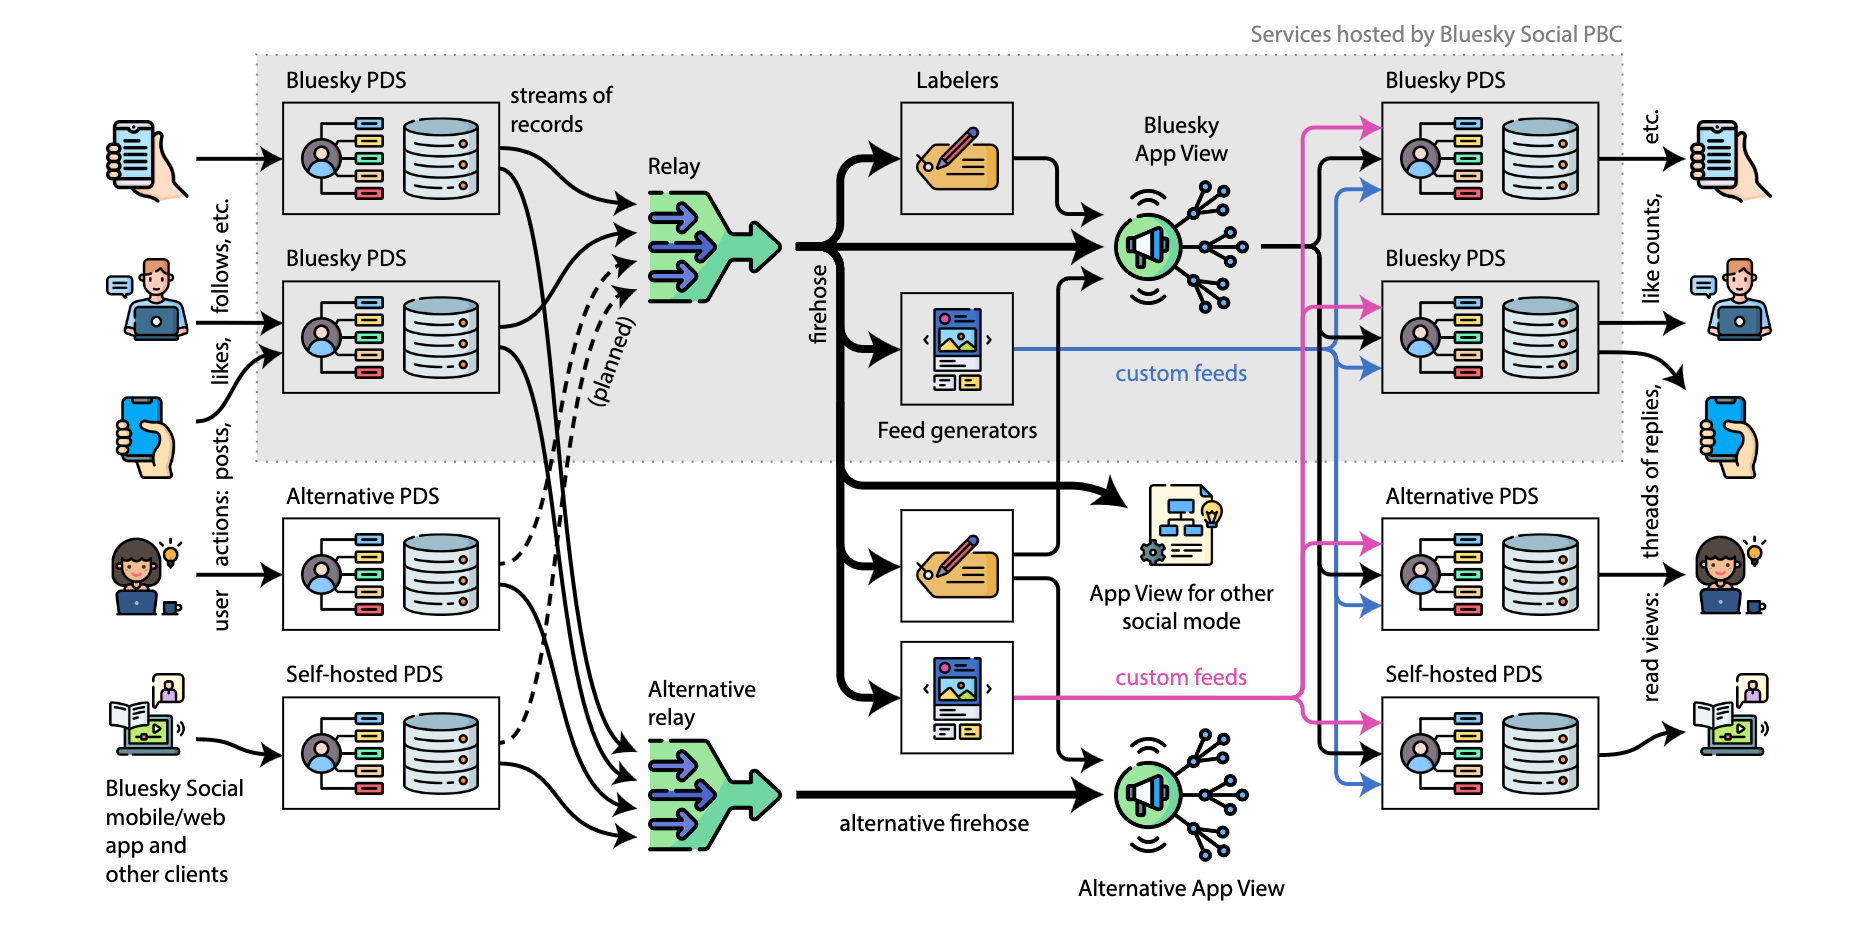 Services hosted by Bluesky Social PBC
Bluesky PDS
streams of
records
Relay
Labelers
Bluesky
App View
Bluesky PDS
etc.
Bluesky PDS
firehose
(planned)
custom feeds
Feed generators
Bluesky PDS
like counts,
user actions: posts, likes, follows, etc.
Alternative PDS
App View for other
social mode
Alternative PDS
threads of replies,
read views:
Self-hosted PDS
Alternative
relay
custom feeds
Self-hosted PDS
Bluesky Social
mobile/web
app and
other clients
alternative firehose
Alternative App View